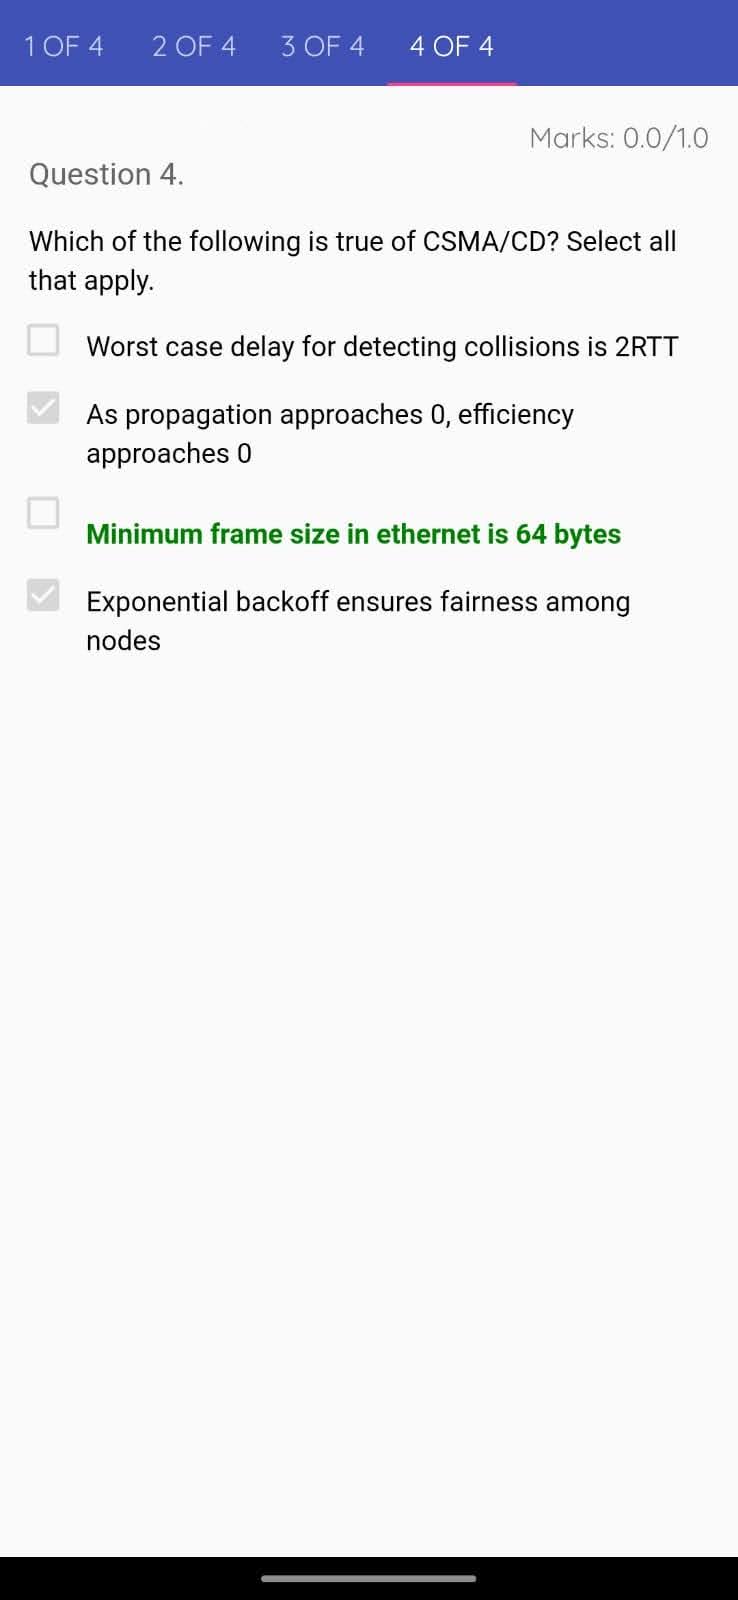 1 OF 4 2 OF 4 3 OF 4 4 OF 4
Marks: 0.0/1.0
Question 4.
Which of the following is true of CSMA/CD? Select all
that apply.
Worst case delay for detecting collisions is 2RTT
As propagation approaches 0, efficiency
approaches 0
Minimum frame size in ethernet is 64 bytes
Exponential backoff ensures fairness among
nodes